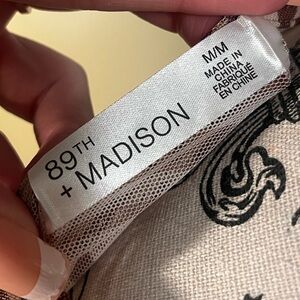 89TH
+ MADISON
M/M
MADE IN
CHINA
FABRIQUÉ
EN CHINE